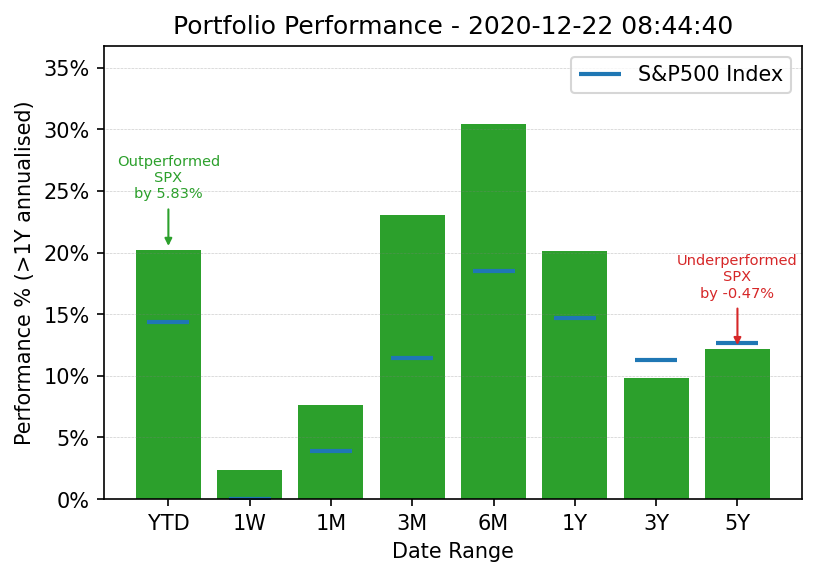 Portfolio Performance - 2020-12-22 08:44:40
S&P500 Index
Performance % (>1Y annualised)
35%
30%
25%
20%
15%
10%
5%
0%
Outperformed
SPX
by 5.83%
Underperformed
SPX
by -0.47%
YTD
1W
1M
3M
6M
1Y
3Y
5Y
Date Range